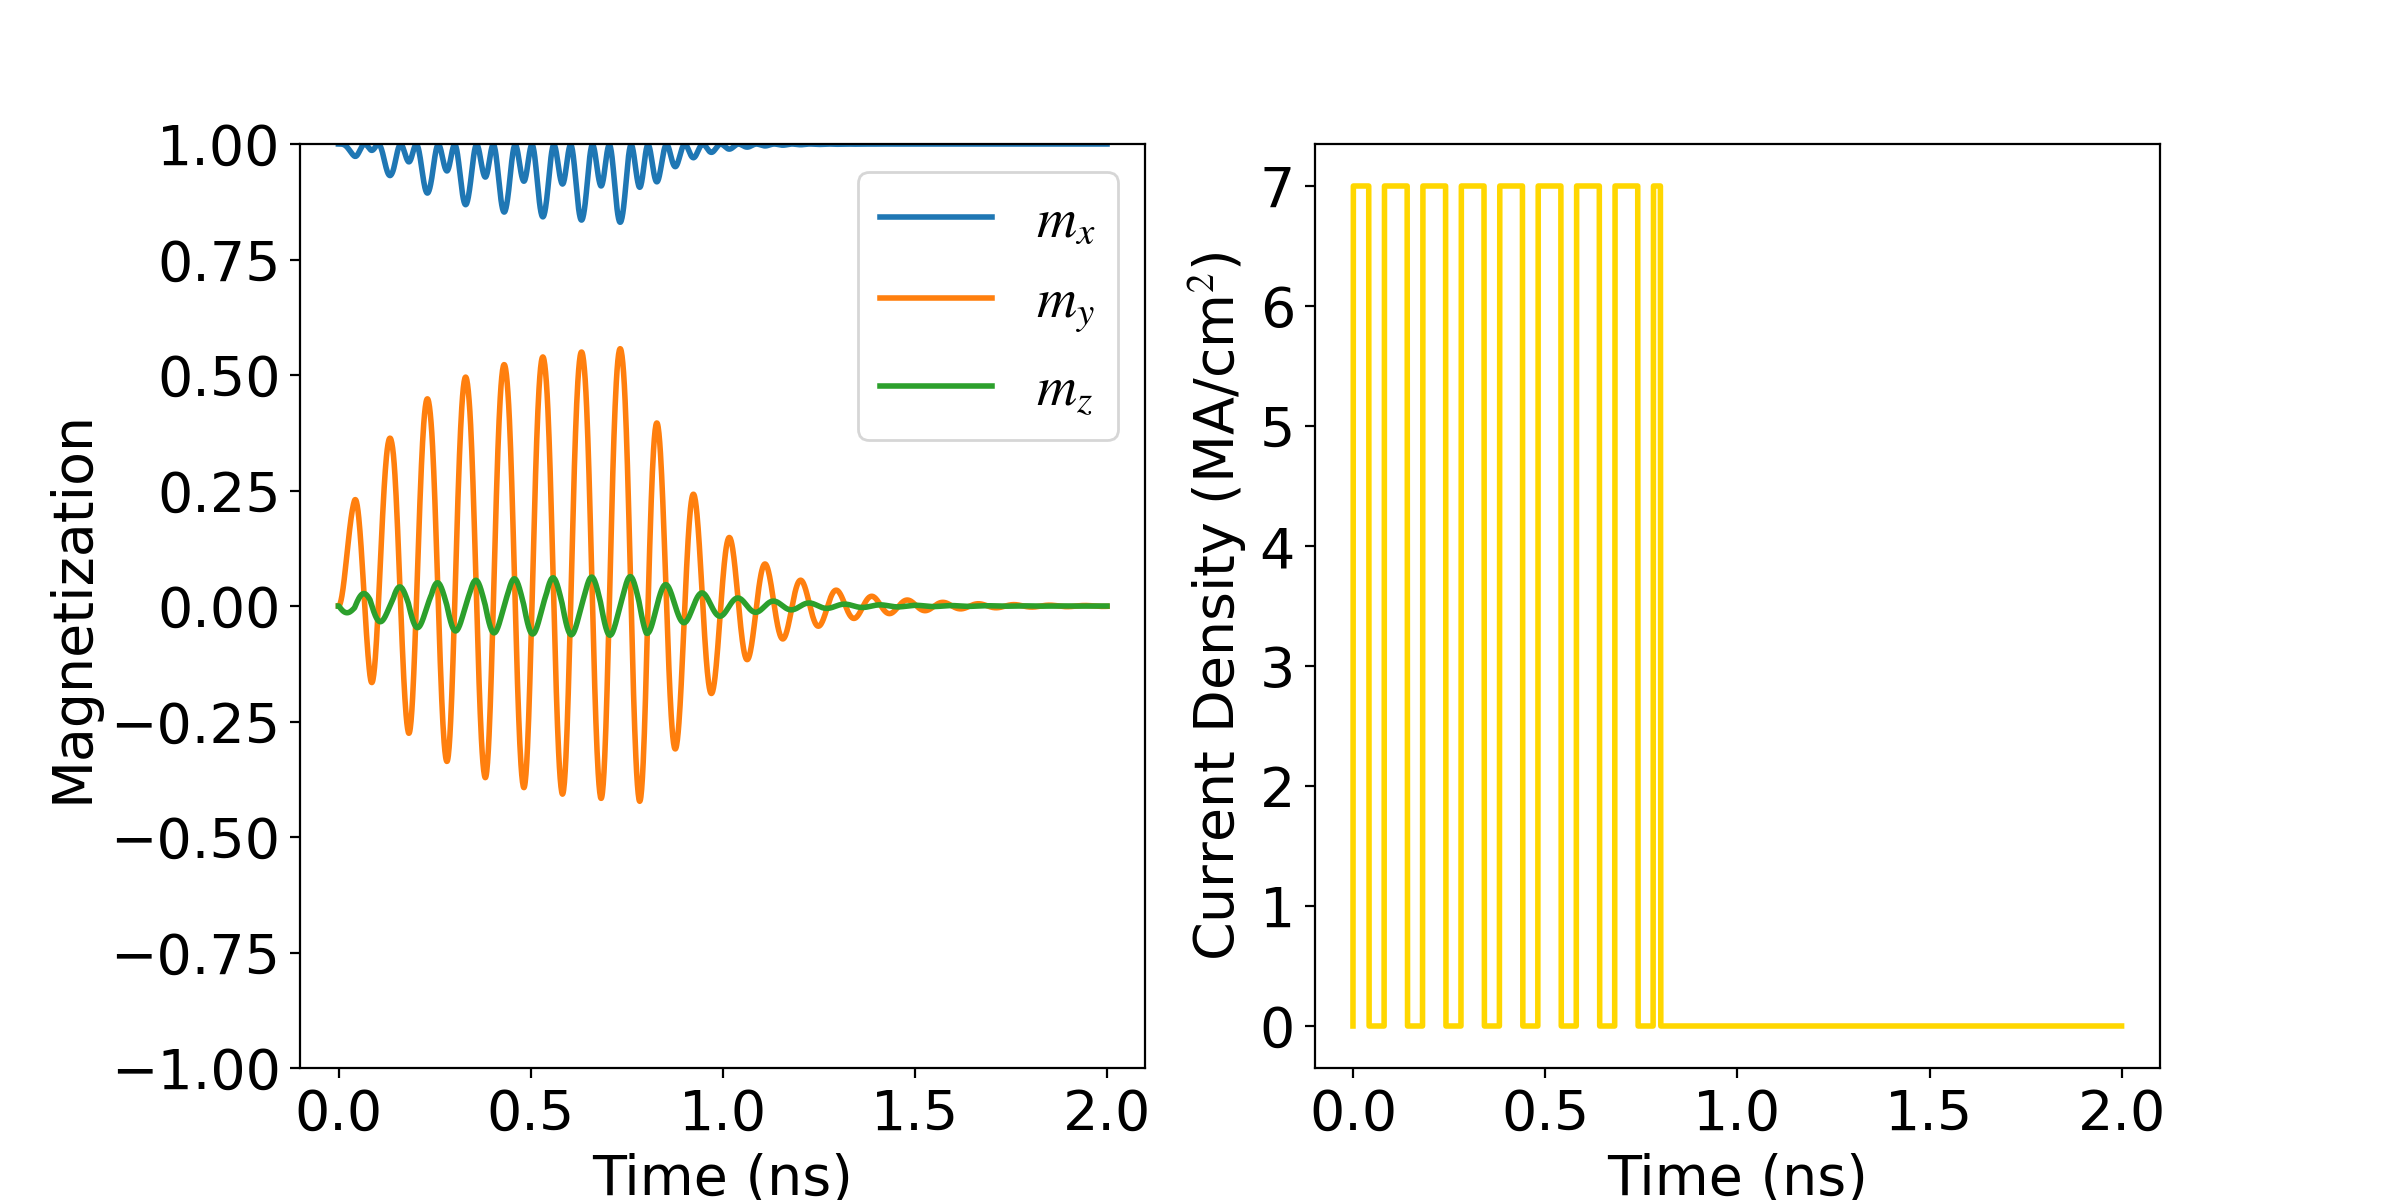 Magnetization
1.00
0.75
0.50
0.25
0.00
−0.25
−0.50
−0.75
−1.00
0.0 0.5 1.0 1.5 2.0
Time (ns)
m_x
m_y
m_z
Current Density (MA/cm²)
7
6
5
4
3
2
1
0
0.0 0.5 1.0 1.5 2.0
Time (ns)